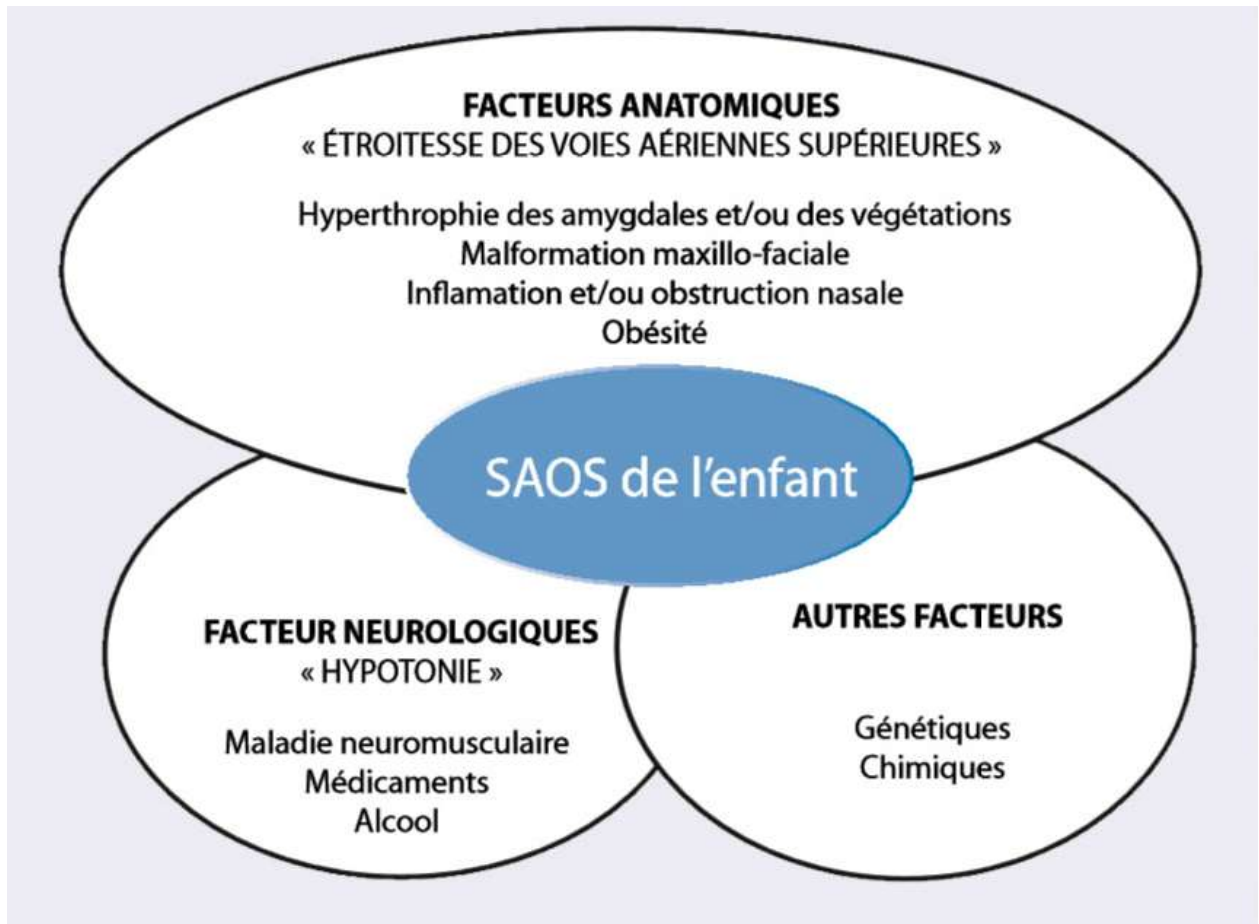 FACTEURS ANATOMIQUES
« ÉTROITESSE DES VOIES AÉRIENNES SUPÉRIEURES »
Hyperthrophie des amygdales et/ou des végétations
Malformation maxillo-faciale
Inflamation et/ou obstruction nasale
Obésité
SAOS de l'enfant
FACTEUR NEUROLOGIQUES
« HYPOTONIE »
Maladie neuromusculaire
Médicaments
Alcool
AUTRES FACTEURS
Génétiques
Chimiques